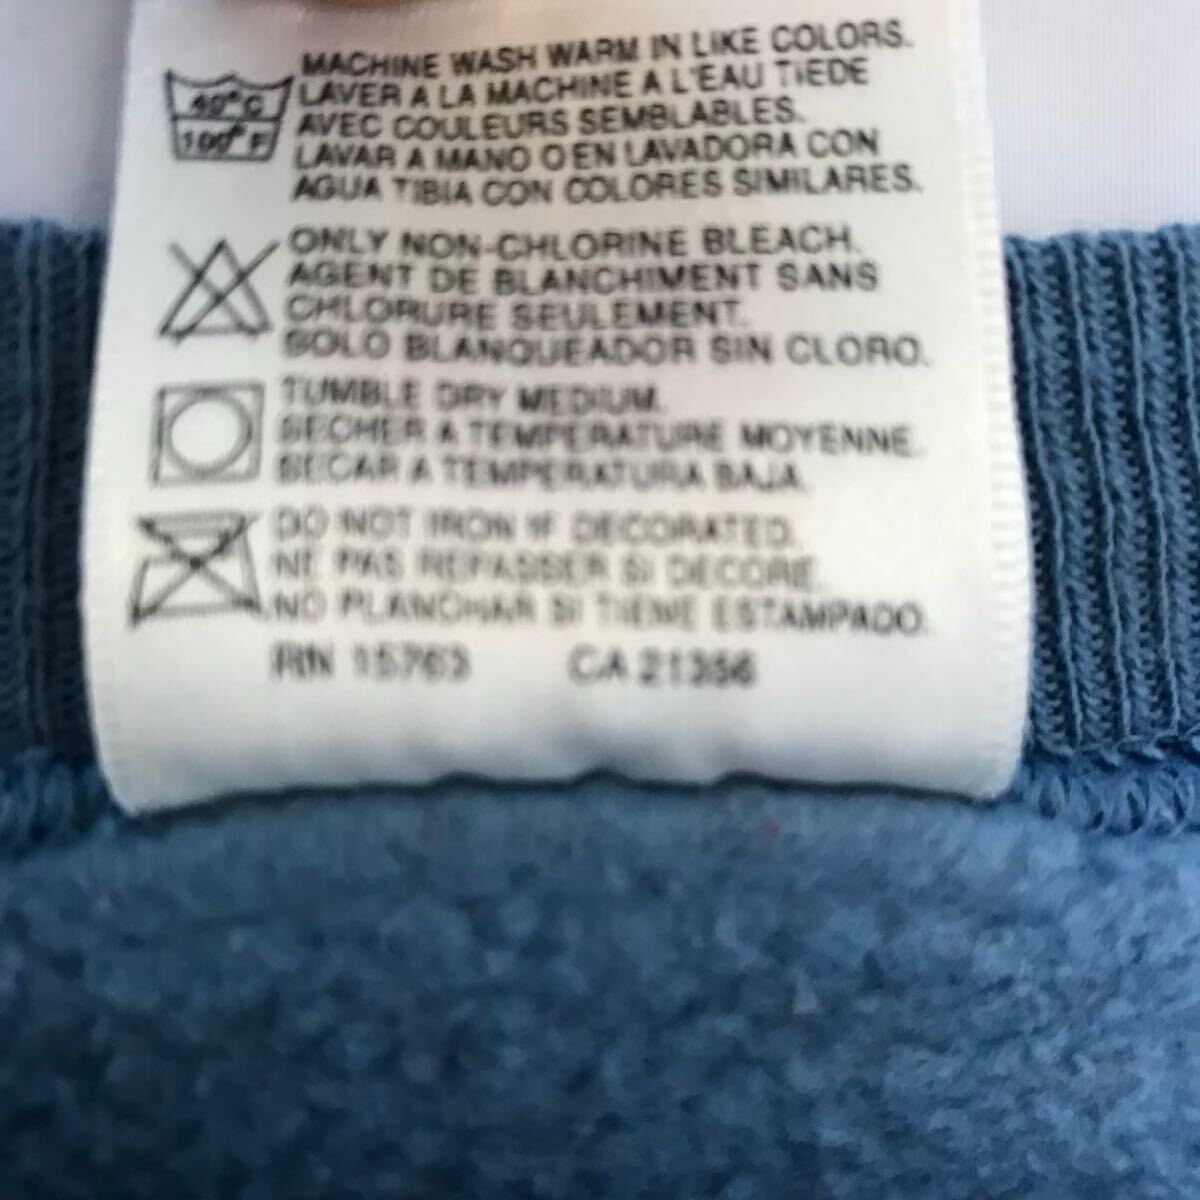 MACHINE WASH WARM IN LIKE COLORS.
LAVER A LA MACHINE A L'EAU TIEDE
AVEC COULEURS SEMBLABLES.
LAVAR A MANO O EN LAVADORA CON
AGUA TIBIA CON COLORES SIMILARES.
40°C
100°F
ONLY NON-CHLORINE BLEACH.
AGENT DE BLANCHIMENT SANS
CHLORURE SEULEMENT.
SOLO BLANQUEADOR SIN CLORO.
TUMBLE DRY MEDIUM.
SECHER A TEMPERATURE MOYENNE.
SECAR A TEMPERATURA BAJA.
DO NOT IRON IF DECORATED.
NE PAS REPASSER SI DECORE.
NO PLANCHAR SI TIENE ESTAMPADO.
RN 15763 CA 21356